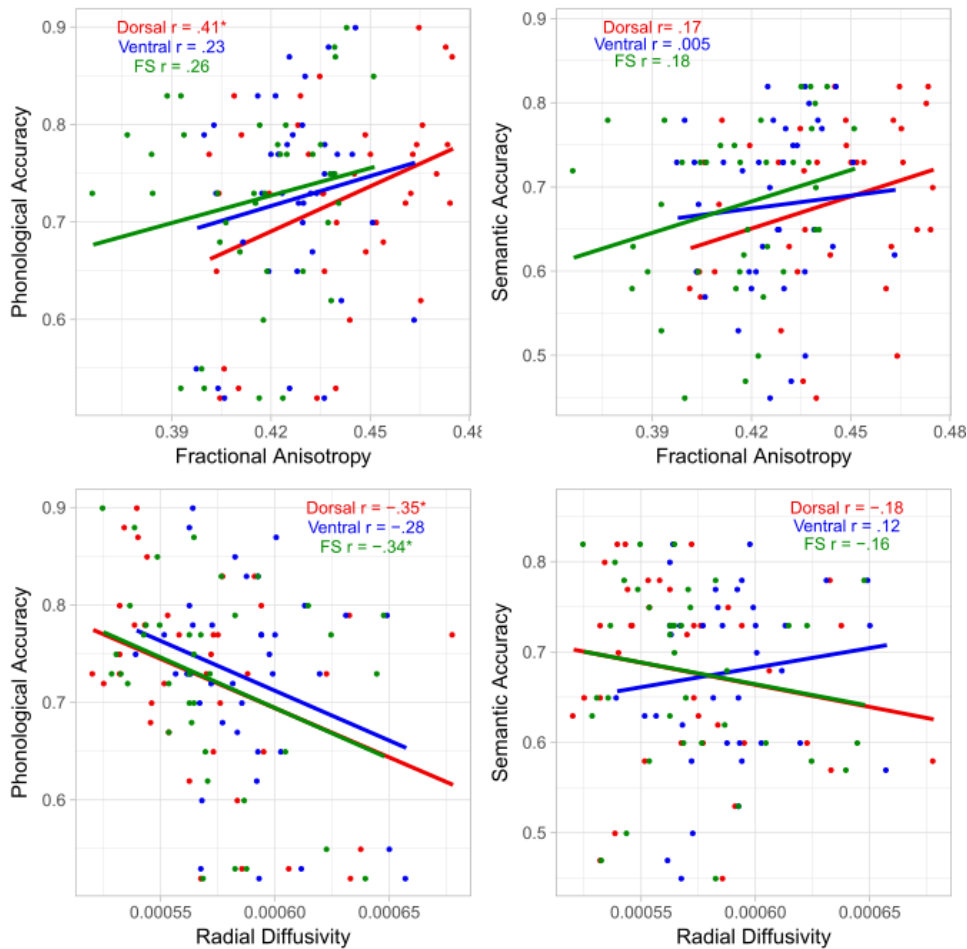 Dorsal r = .41*
Ventral r = .23
FS r = .26
0.9
0.8
0.7
0.6
Phonological Accuracy
0.39
0.42
0.45
0.48
Fractional Anisotropy
Dorsal r= .17
Ventral r = .005
FS r = .18
0.9
0.8
0.7
0.6
0.5
Semantic Accuracy
0.39
0.42
0.45
0.48
Fractional Anisotropy
Dorsal r = −.35*
Ventral r = −.28
FS r = −.34*
0.9
0.8
0.7
0.6
Phonological Accuracy
0.00055
0.00060
0.00065
Radial Diffusivity
Dorsal r = −.18
Ventral r = .12
FS r = −.16
0.8
0.7
0.6
0.5
Semantic Accuracy
0.00055
0.00060
0.00065
Radial Diffusivity